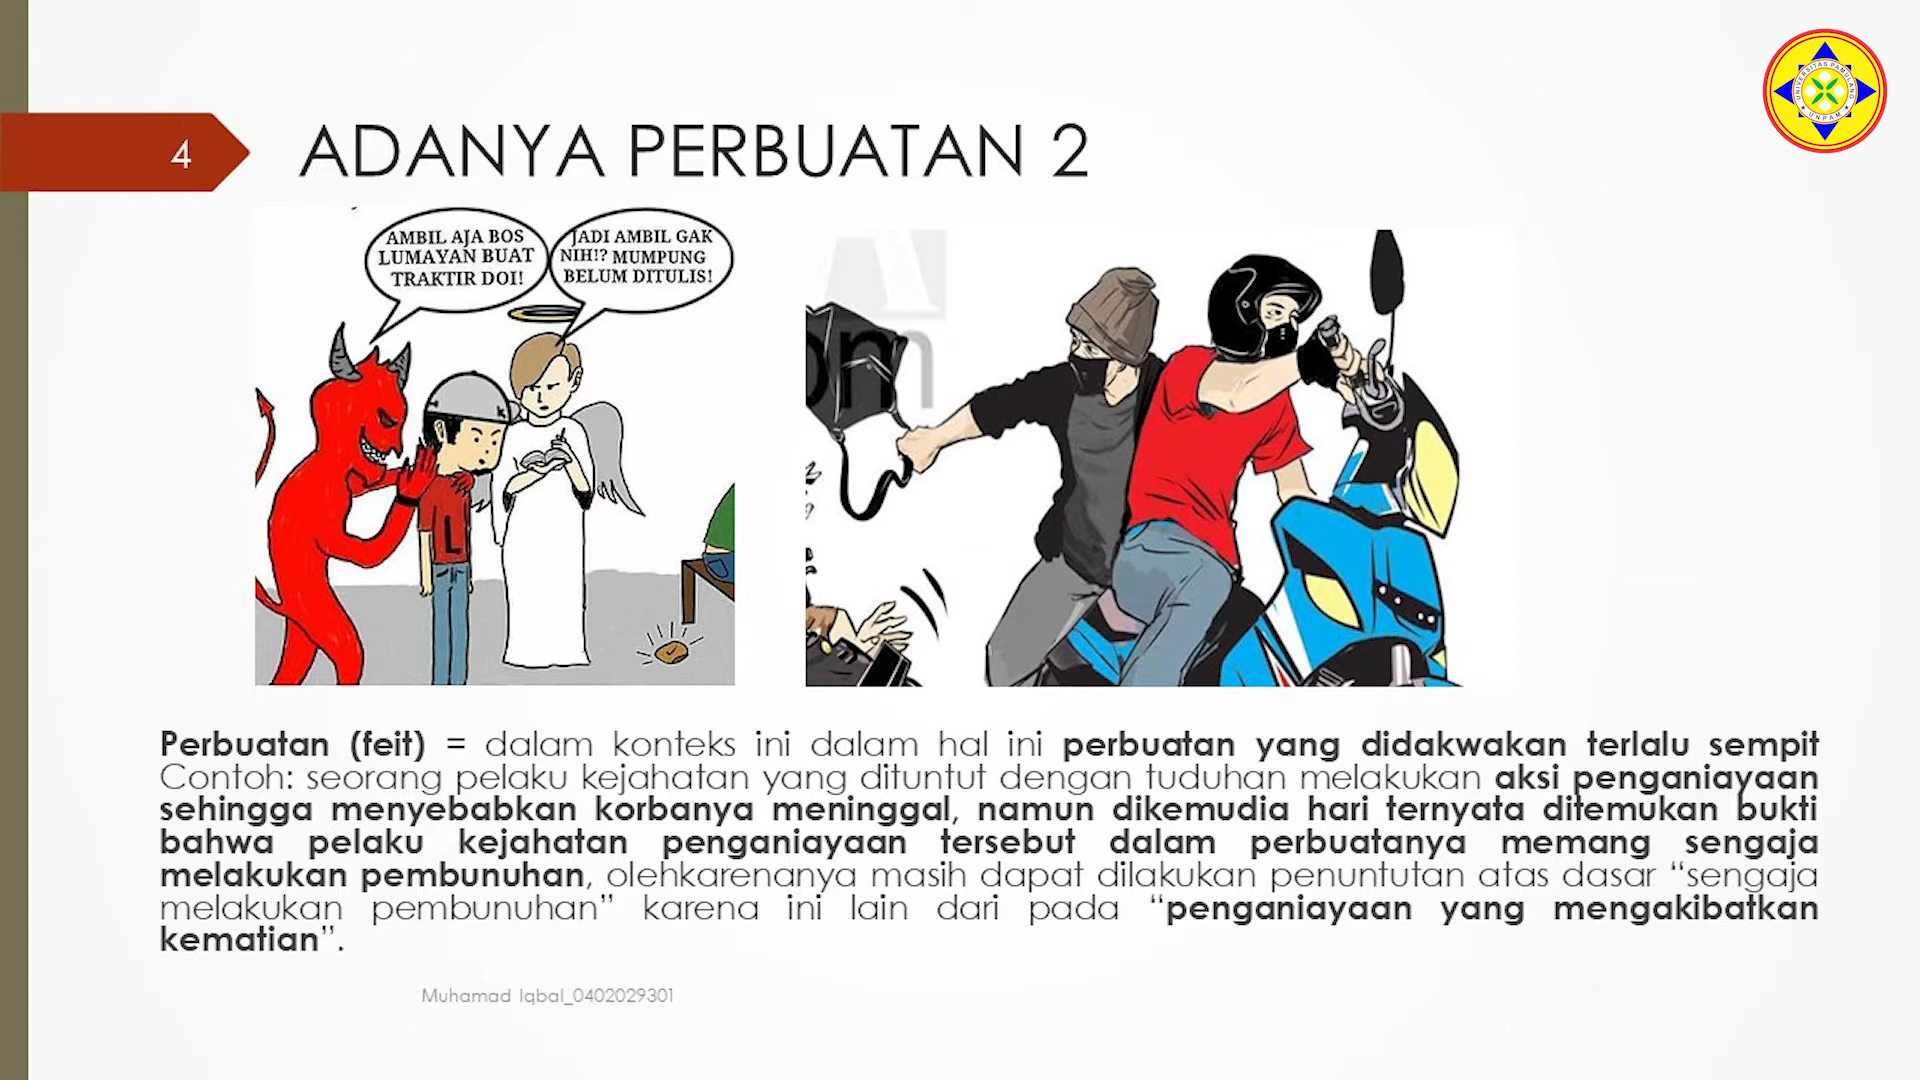 4
ADANYA PERBUATAN 2
UNIVERSITAS PAMULANG
UNPAM
AMBIL AJA BOS
LUMAYAN BUAT
TRAKTIR DOI!
JADI AMBIL GAK
NIH!? MUMPUNG
BELUM DITULIS!
L
om
Perbuatan (feit) = dalam konteks ini dalam hal ini perbuatan yang didakwakan terlalu sempit
Contoh: seorang pelaku kejahatan yang dituntut dengan tuduhan melakukan aksi penganiayaan
sehingga menyebabkan korbanya meninggal, namun dikemudia hari ternyata ditemukan bukti
bahwa pelaku kejahatan penganiayaan tersebut dalam perbuatanya memang sengaja
melakukan pembunuhan, olehkarenanya masih dapat dilakukan penuntutan atas dasar “sengaja
melakukan pembunuhan” karena ini lain dari pada “penganiayaan yang mengakibatkan
kematian”.
Muhamad Iqbal_0402029301